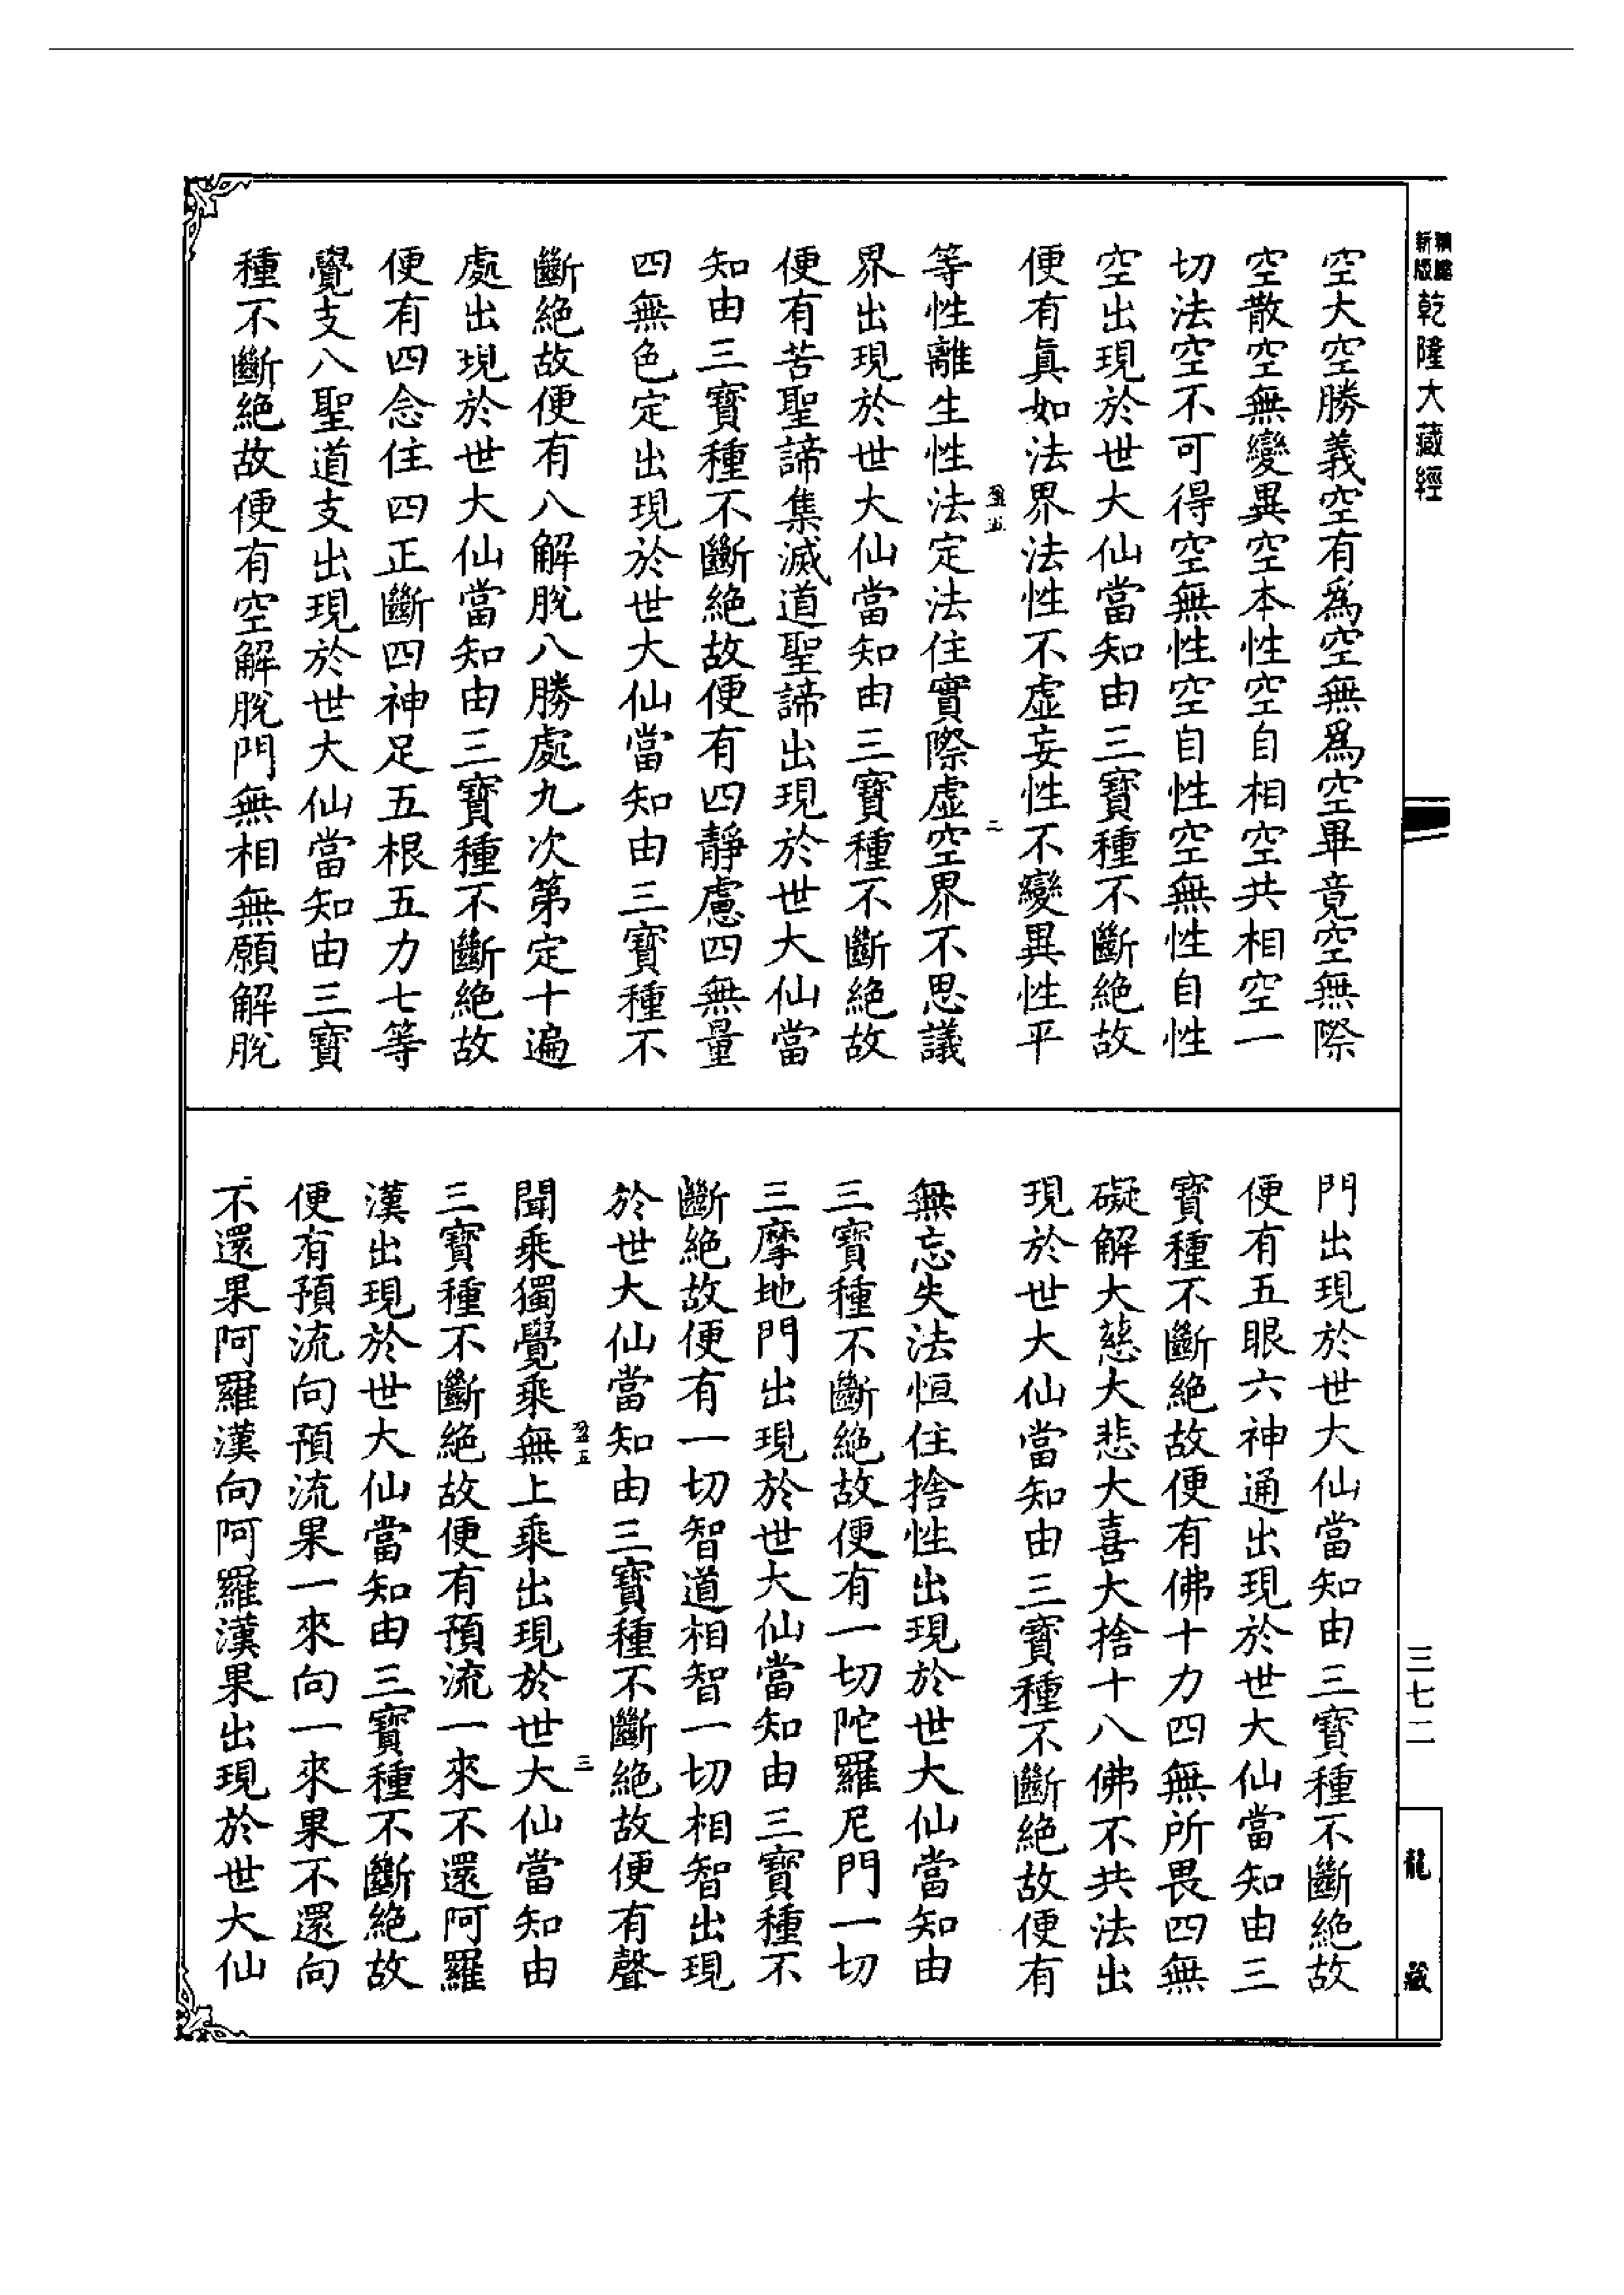 新版
乾隆大藏經
三七二
龍藏
空大空勝義空有為空無爲空畢竟空無際
空散空無變異空本性空自相空共相空一
切法空不可得空無性空自性空無性自性
空出現於世大仙當知由三寶種不斷絕故
便有真如法界法性不虛妄性不變異性平
盈五
二
等性離生性法定法住實際虛空界不思議
界出現於世大仙當知由三寶種不斷絕故
便有苦聖諦集滅道聖諦出現於世大仙當
知由三寶種不斷絕故便有四靜慮四無量
四無色定出現於世大仙當知由三寶種不
斷絕故便有八解脫八勝處九次第定十遍
處出現於世大仙當知由三寶種不斷絕故
便有四念住四正斷四神足五根五力七等
覺支八聖道支出現於世大仙當知由三寶
種不斷絕故便有空解脫門無相無願解脫
門出現於世大仙當知由三寶種不斷絕故
便有五眼六神通出現於世大仙當知由三
寶種不斷絕故便有佛十力四無所畏四無
礙解大慈大悲大喜大捨十八佛不共法出
現於世大仙當知由三寶種不斷絕故便有
無忘失法恒住捨性出現於世大仙當知由
三寶種不斷絕故便有一切陀羅尼門一切
三摩地門出現於世大仙當知由三寶種不
斷絕故便有一切智道相智一切相智出現
於世大仙當知由三寶種不斷絕故便有聲
盈五
三
聞乘獨覺乘無上乘出現於世大仙當知由
三寶種不斷絕故便有預流一來不還阿羅
漢出現於世大仙當知由三寶種不斷絕故
便有預流向預流果一來向一來果不還向
不還果阿羅漢向阿羅漢果出現於世大仙